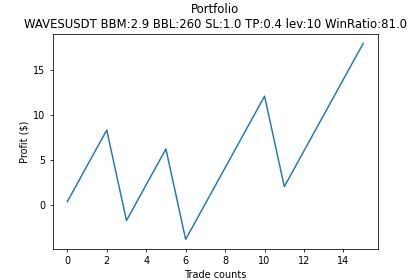 Portfolio
WAVESUSDT BBM:2.9 BBL:260 SL:1.0 TP:0.4 lev:10 WinRatio:81.0
15
10
5
0
Profit ($)
0 2 4 6 8 10 12 14
Trade counts